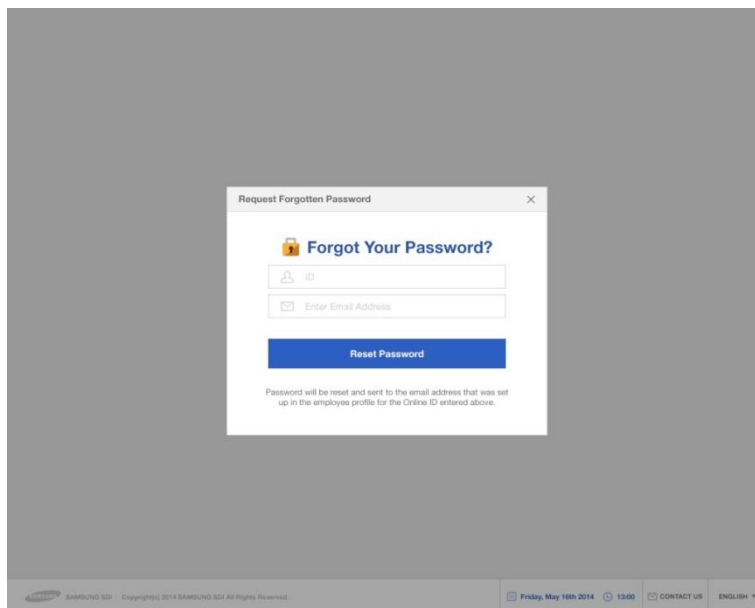 Request Forgotten Password
Forgot Your Password?
ID
Enter Email Address
Reset Password
Password will be reset and sent to the email address that was set
up in the employee profile for the Online ID entered above.
SAMSUNG SAMSUNG SDI Copyright(c) 2014 SAMSUNG SDI All Rights Reserved. Friday, May 16th 2014 13:00 CONTACT US ENGLISH